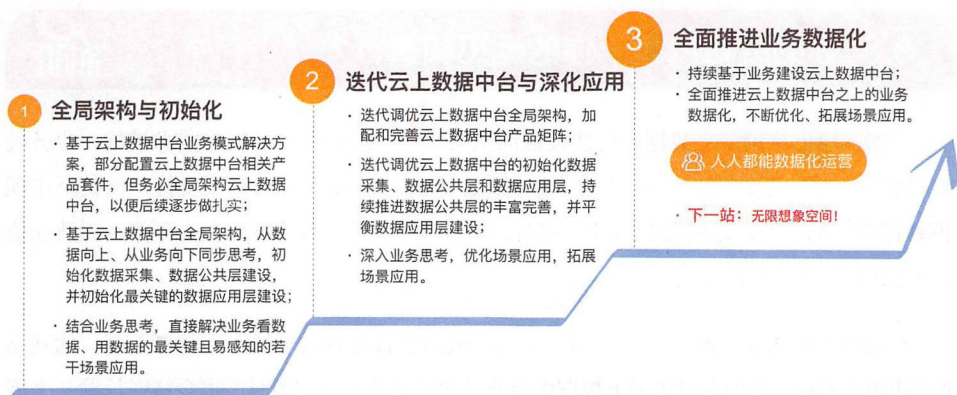 1 全局架构与初始化
· 基于云上数据中台业务模式解决方
案，部分配置云上数据中台相关产
品套件，但务必全局架构云上数据
中台，以便后续逐步做扎实；
· 基于云上数据中台全局架构，从数
据向上、从业务向下同步思考，初
始化数据采集、数据公共层建设，
并初始化最关键的数据应用层建设；
· 结合业务思考，直接解决业务看数
据、用数据的最关键且易感知的若
干场景应用。
2 迭代云上数据中台与深化应用
· 迭代调优云上数据中台全局架构，加
配和完善云上数据中台产品矩阵；
· 迭代调优云上数据中台的初始化数据
采集、数据公共层和数据应用层，持
续推进数据公共层的丰富完善，并平
衡数据应用层建设；
· 深入业务思考，优化场景应用，拓展
场景应用。
3 全面推进业务数据化
· 持续基于业务建设云上数据中台；
· 全面推进云上数据中台之上的业务
数据化，不断优化、拓展场景应用。
人人都能数据化运营
· 下一站：无限想象空间！